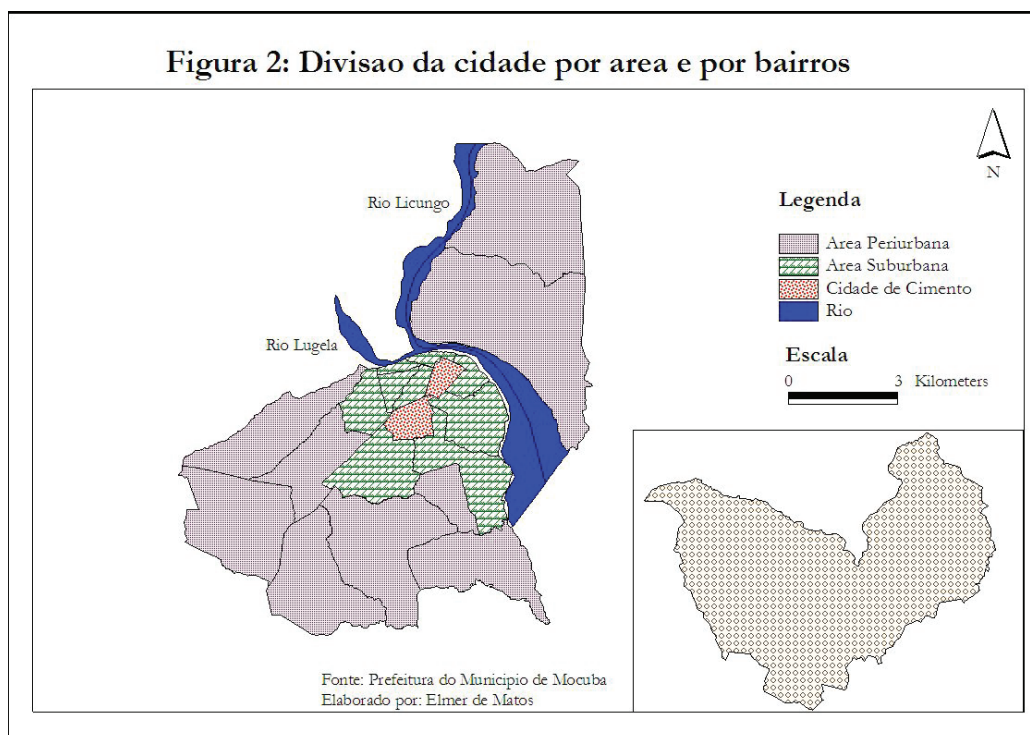 Figura 2: Divisao da cidade por area e por bairros
N
Rio Licungo
Legenda
Area Periurbana
Area Suburbana
Cidade de Cimento
Rio
Rio Lugela
Escala
0 3 Kilometers
Fonte: Prefeitura do Municipio de Mocuba
Elaborado por: Elmer de Matos